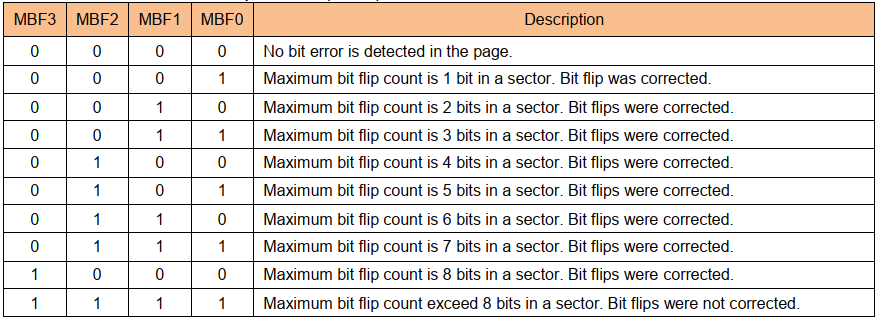 MBF3 MBF2 MBF1 MBF0 Description
0 0 0 0 No bit error is detected in the page.
0 0 0 1 Maximum bit flip count is 1 bit in a sector. Bit flip was corrected.
0 0 1 0 Maximum bit flip count is 2 bits in a sector. Bit flips were corrected.
0 0 1 1 Maximum bit flip count is 3 bits in a sector. Bit flips were corrected.
0 1 0 0 Maximum bit flip count is 4 bits in a sector. Bit flips were corrected.
0 1 0 1 Maximum bit flip count is 5 bits in a sector. Bit flips were corrected.
0 1 1 0 Maximum bit flip count is 6 bits in a sector. Bit flips were corrected.
0 1 1 1 Maximum bit flip count is 7 bits in a sector. Bit flips were corrected.
1 0 0 0 Maximum bit flip count is 8 bits in a sector. Bit flips were corrected.
1 1 1 1 Maximum bit flip count exceed 8 bits in a sector. Bit flips were not corrected.